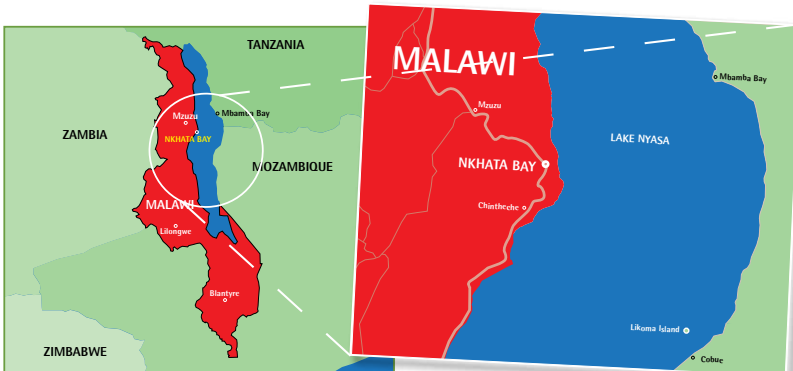 TANZANIA
Mbamba Bay
ZAMBIA
Mzuzu
NKHATA BAY
MOZAMBIQUE
MALAWI
Lilongwe
Blantyre
ZIMBABWE
MALAWI
Mbamba Bay
Mzuzu
LAKE NYASA
NKHATA BAY
Chintheche
Likoma Island
Cobue